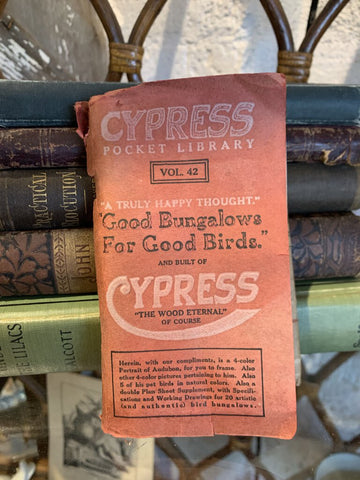 CYPRESS
POCKET LIBRARY
VOL. 42
"A TRULY HAPPY THOUGHT."
"Good Bungalows
For Good Birds."
AND BUILT OF
CYPRESS
"THE WOOD ETERNAL"
OF COURSE
Herein, with our compliments, is a 4-color
Portrait of Audubon, for you to frame. Also
other 4-color pictures pertaining to him. Also
5 of his pet birds in natural colors. Also a
double Plan Sheet Supplement, with Specifi-
cations and Working Drawings for 20 artistic
(and authentic) bird bungalows.
PRACTICAL
ELOCUTION
JOHN
LILACS
ALCOTT